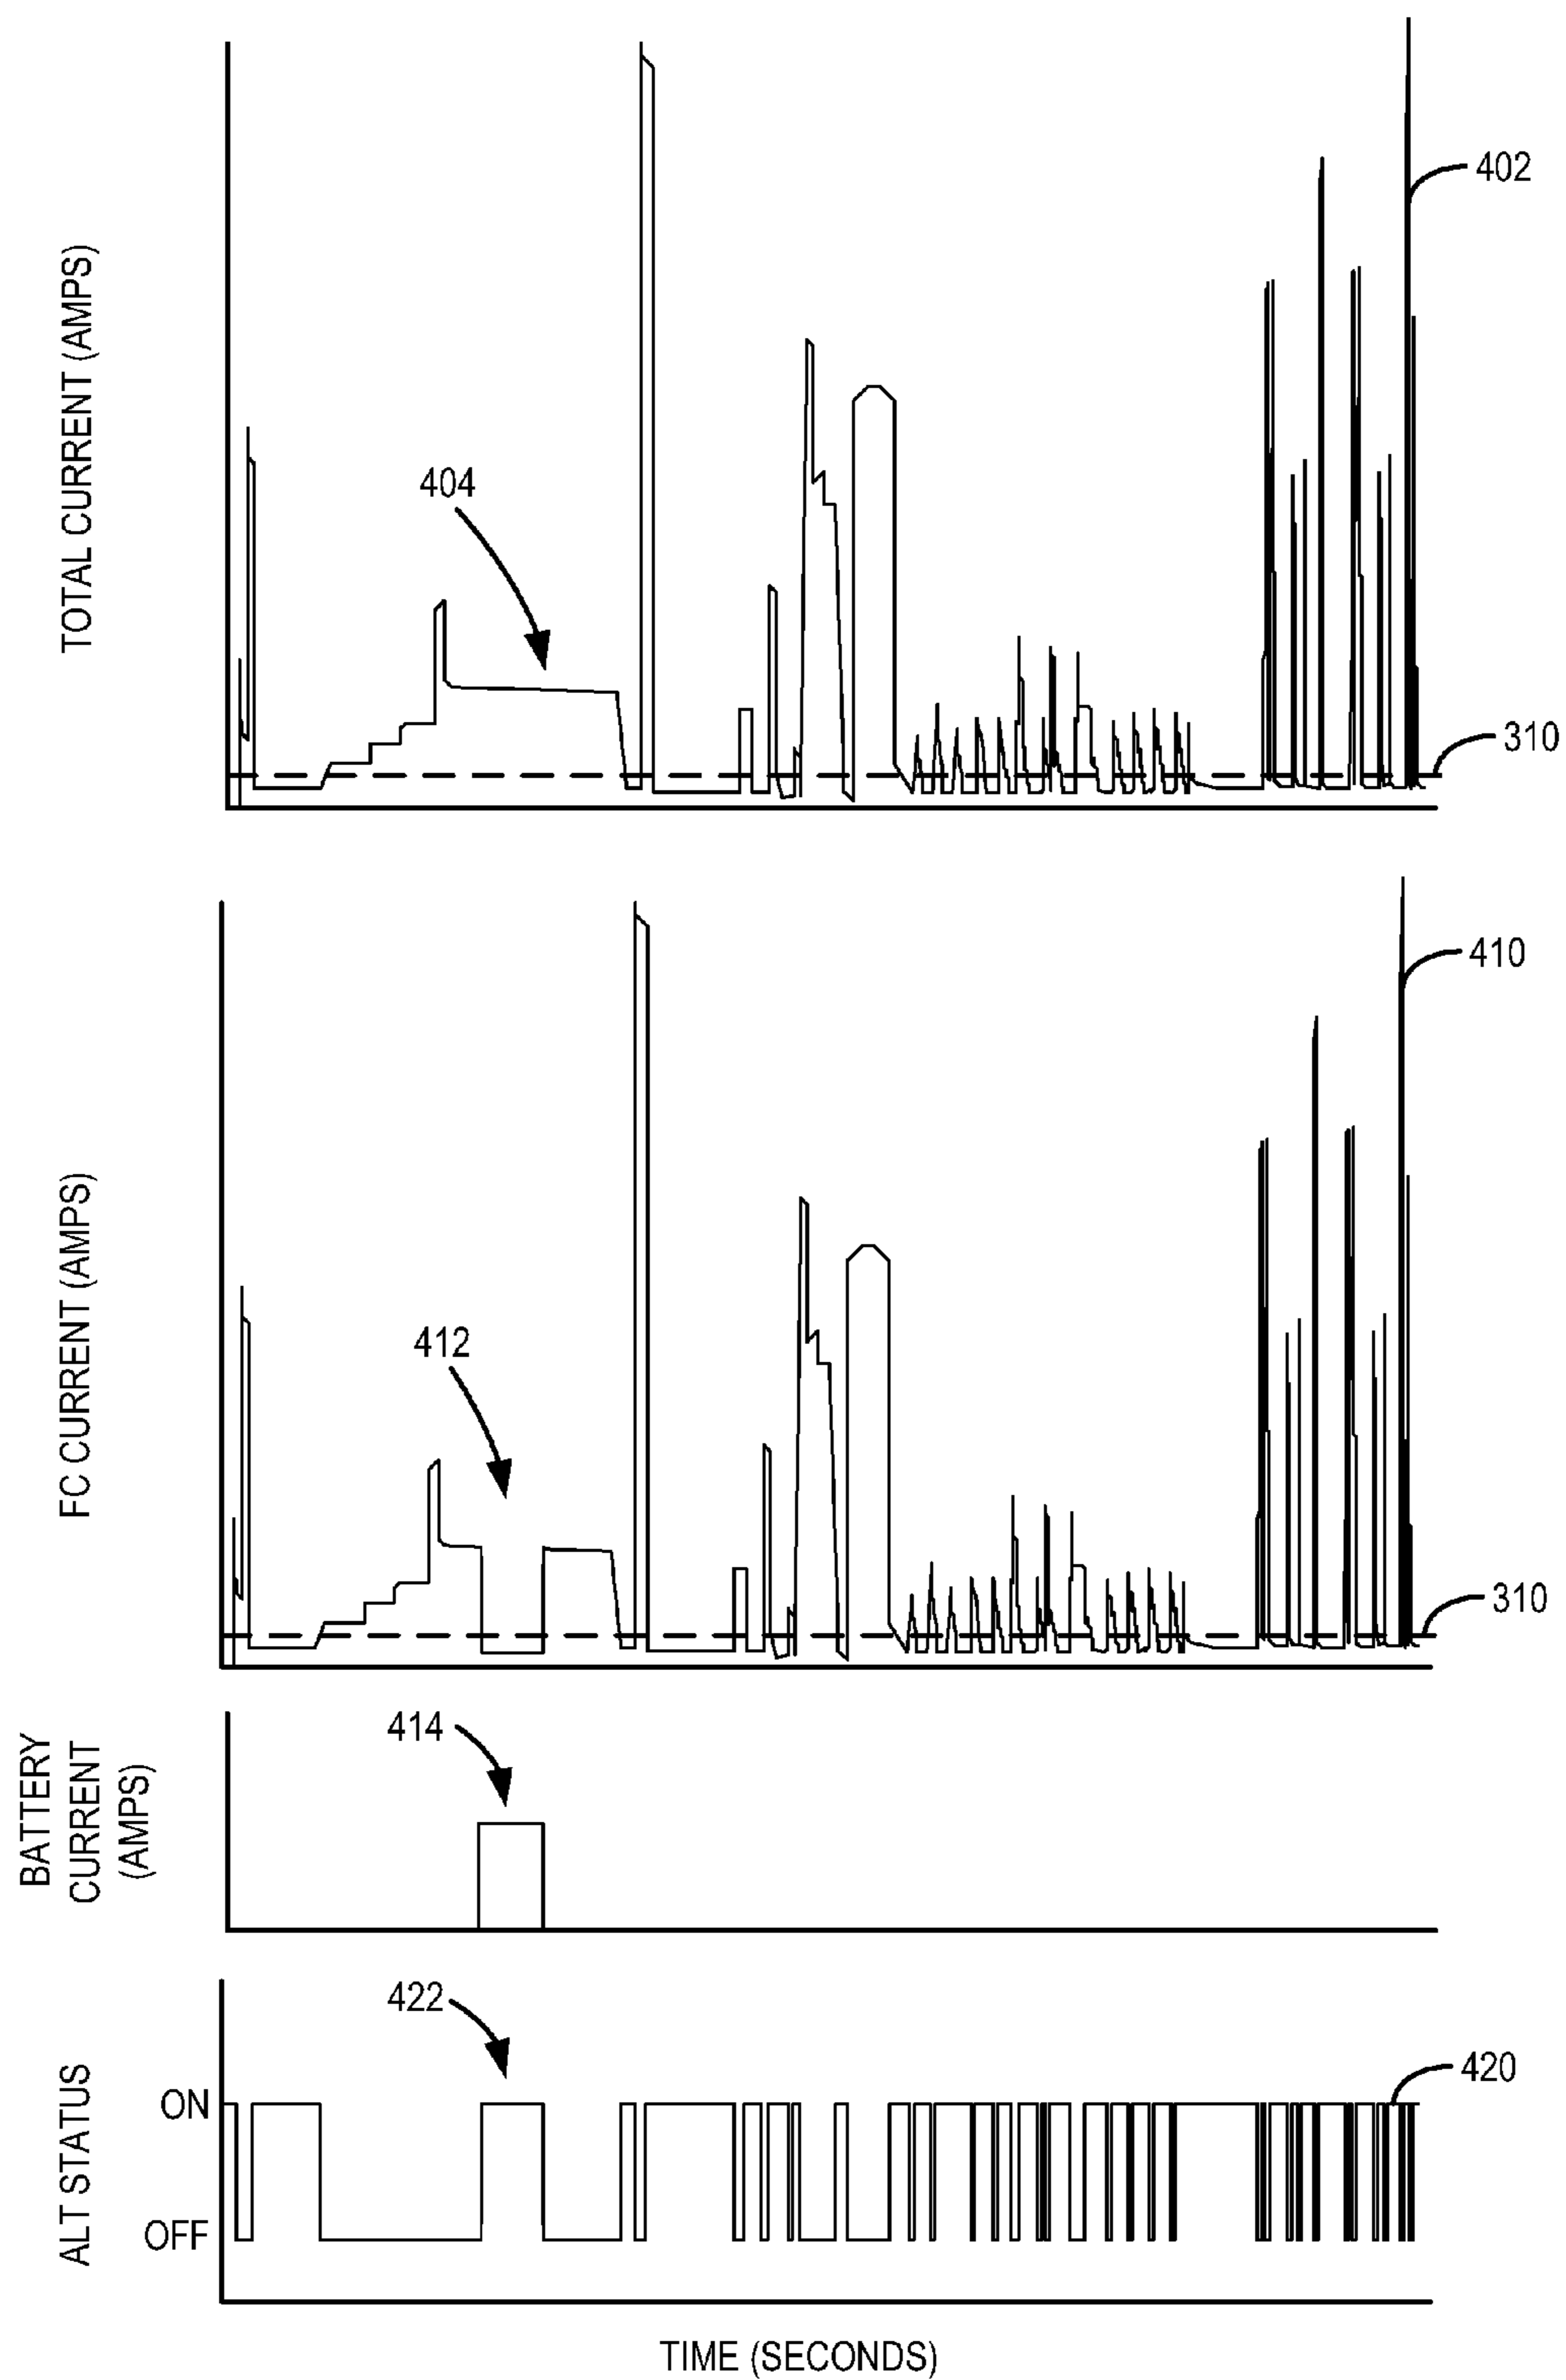 TOTAL CURRENT (AMPS)
402
404
310
FC CURRENT (AMPS)
410
412
310
BATTERY
CURRENT
(AMPS)
414
ALT STATUS
422
420
ON
OFF
TIME (SECONDS)